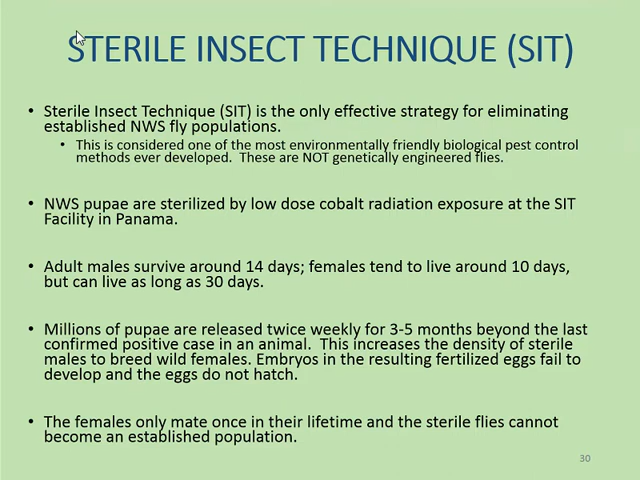 STERILE INSECT TECHNIQUE (SIT)
• Sterile Insect Technique (SIT) is the only effective strategy for eliminating
established NWS fly populations.
• This is considered one of the most environmentally friendly biological pest control
methods ever developed.  These are NOT genetically engineered flies.
• NWS pupae are sterilized by low dose cobalt radiation exposure at the SIT
Facility in Panama.
• Adult males survive around 14 days; females tend to live around 10 days,
but can live as long as 30 days.
• Millions of pupae are released twice weekly for 3-5 months beyond the last
confirmed positive case in an animal.  This increases the density of sterile
males to breed wild females. Embryos in the resulting fertilized eggs fail to
develop and the eggs do not hatch.
• The females only mate once in their lifetime and the sterile flies cannot
become an established population.
30